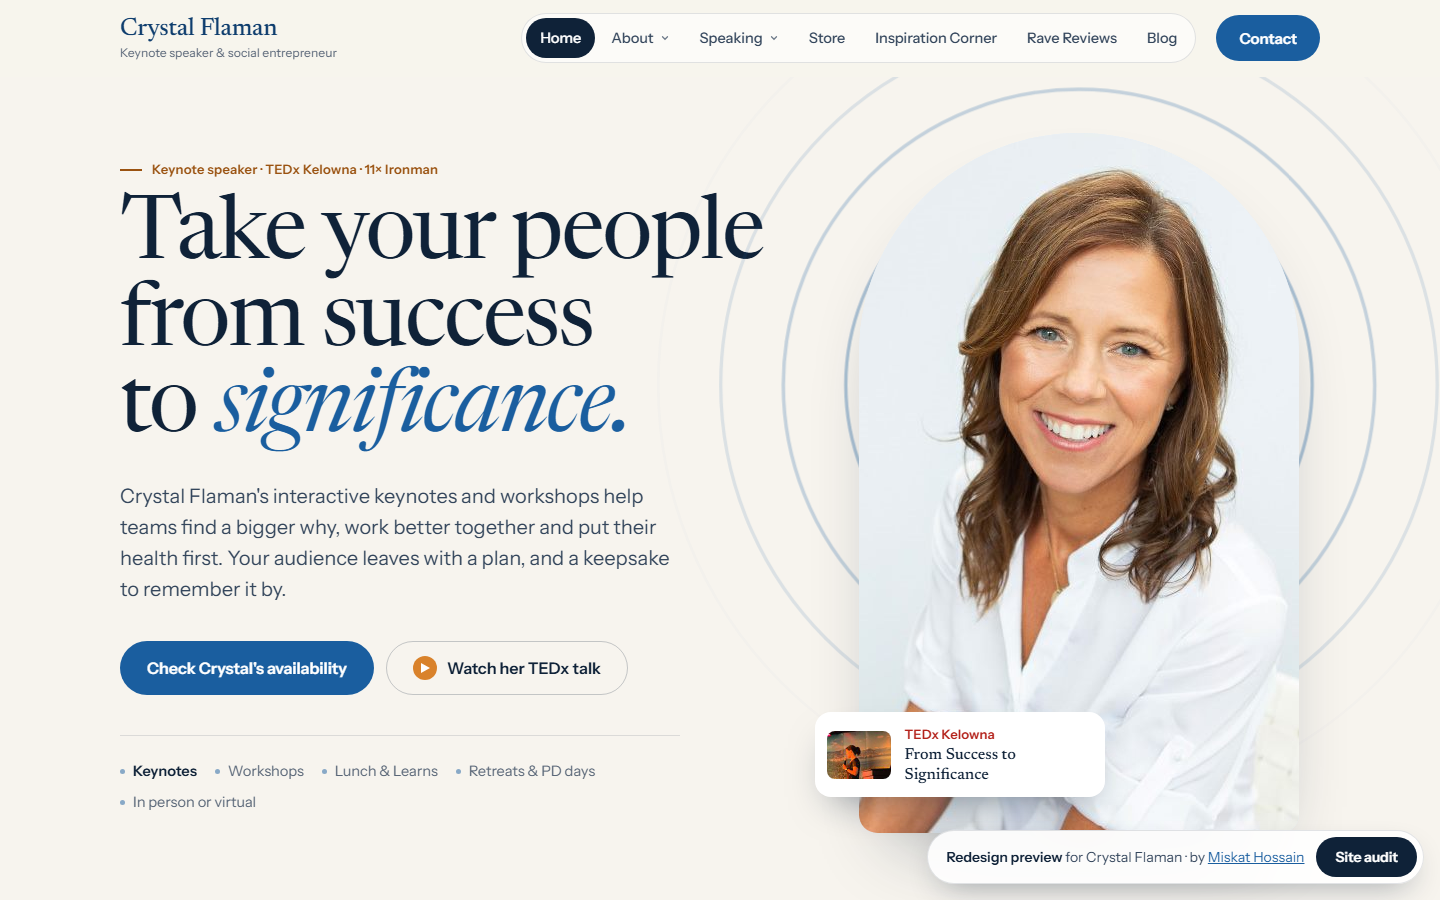 Crystal Flaman
Keynote speaker & social entrepreneur
Home
About
Speaking
Store
Inspiration Corner
Rave Reviews
Blog
Contact
Keynote speaker · TEDx Kelowna · 11× Ironman
Take your people
from success
to significance.
Crystal Flaman's interactive keynotes and workshops help
teams find a bigger why, work better together and put their
health first. Your audience leaves with a plan, and a keepsake
to remember it by.
Check Crystal's availability
Watch her TEDx talk
Keynotes
Workshops
Lunch & Learns
Retreats & PD days
In person or virtual
TEDx Kelowna
From Success to
Significance
Redesign preview for Crystal Flaman · by Miskat Hossain
Site audit